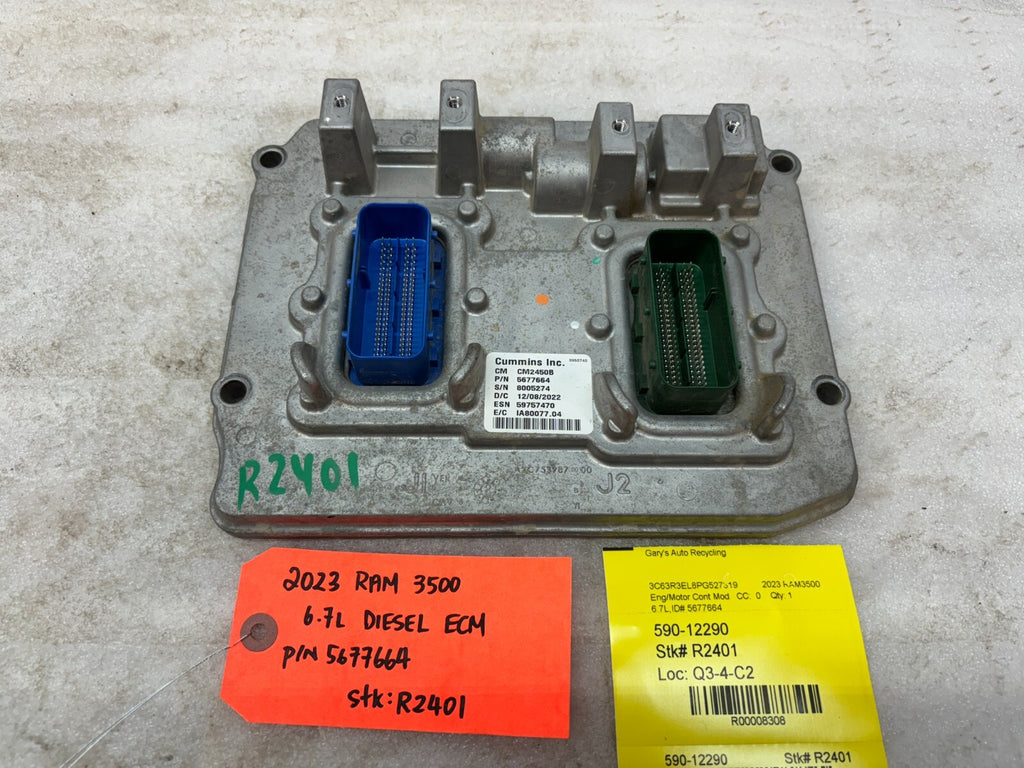 Cummins Inc.
CM CM2450B
P/N 5677664
S/N 8005274
D/C 12/08/2022
ESN 59757470
E/C IA80077.04
R2401
J1
J2
2023 RAM 3500
6.7L DIESEL ECM
P/N 5677664
Stk: R2401
Gary's Auto Recycling
3C63R3EL8PG527319 2023 RAM3500
Eng/Motor Cont Mod CC: 0 Qty: 1
6.7L,ID# 5677664
590-12290
Stk# R2401
Loc: Q3-4-C2
R00008308
590-12290 Stk# R2401